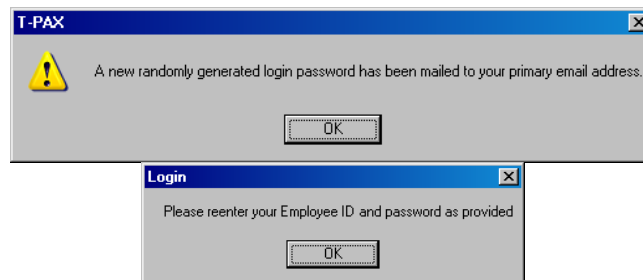 T-PAX
A new randomly generated login password has been mailed to your primary email address.
OK
Login
Please reenter your Employee ID and password as provided
OK